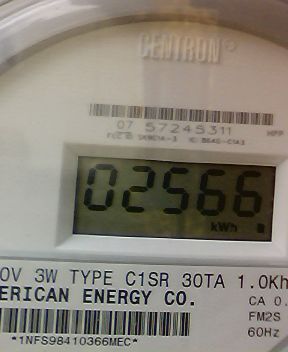 CENTRON®
07 57245311
HPP
02566
kWh
0V 3W TYPE C1SR 30TA 1.0Kh
ERICAN ENERGY CO.
CA 0.
FM2S
60Hz
*1NFS98410366MEC*